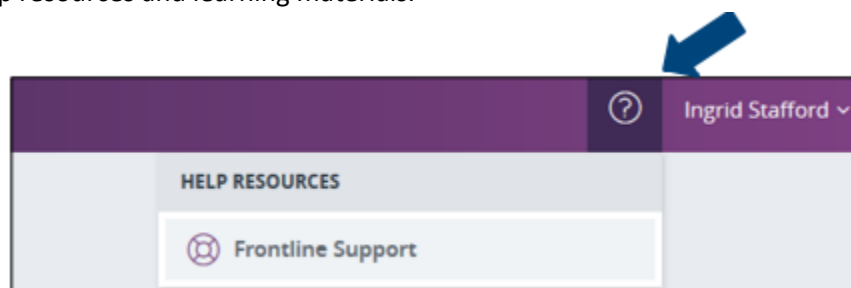 resources and learning materials.
Ingrid Stafford
HELP RESOURCES
Frontline Support